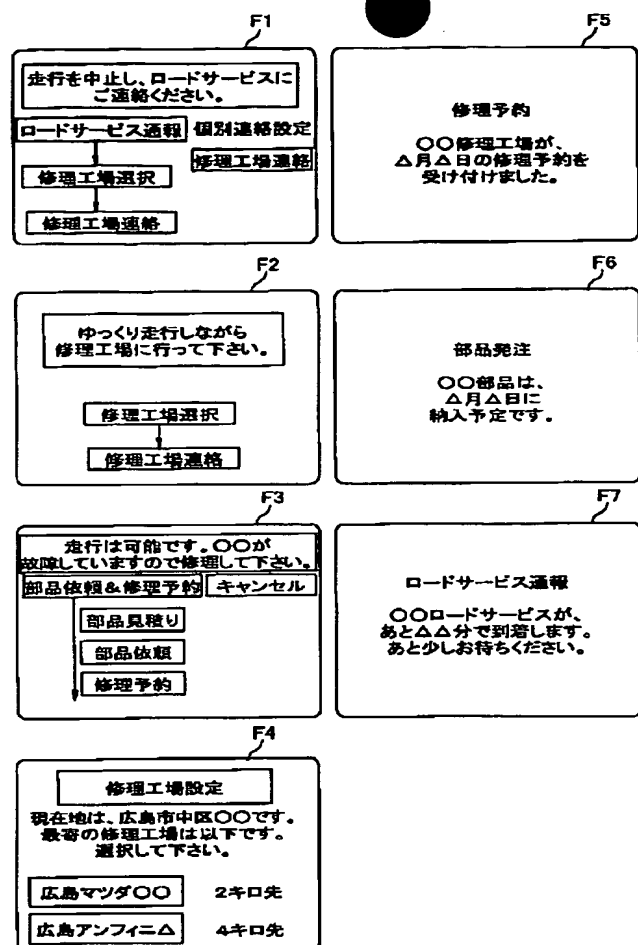 F1
走行を中止し、ロードサービスに
ご連絡ください。
ロードサービス通報 個別連絡設定
修理工場選択 修理工場連絡
修理工場連絡
F2
ゆっくり走行しながら
修理工場に行って下さい。
修理工場選択
修理工場連絡
F3
走行は可能です。〇〇が
故障していますので修理して下さい。
部品依頼&修理予約 キャンセル
部品見積り
部品依頼
修理予約
F4
修理工場設定
現在地は、広島市中区〇〇です。
最寄の修理工場は以下です。
選択して下さい。
広島マツダ〇〇 2キロ先
広島アンフィニ△ 4キロ先
F5
修理予約
〇〇修理工場が、
△月△日の修理予約を
受け付けました。
F6
部品発注
〇〇部品は、
△月△日に
納入予定です。
F7
ロードサービス通報
〇〇ロードサービスが、
あと△△分で到着します。
あと少しお待ちください。